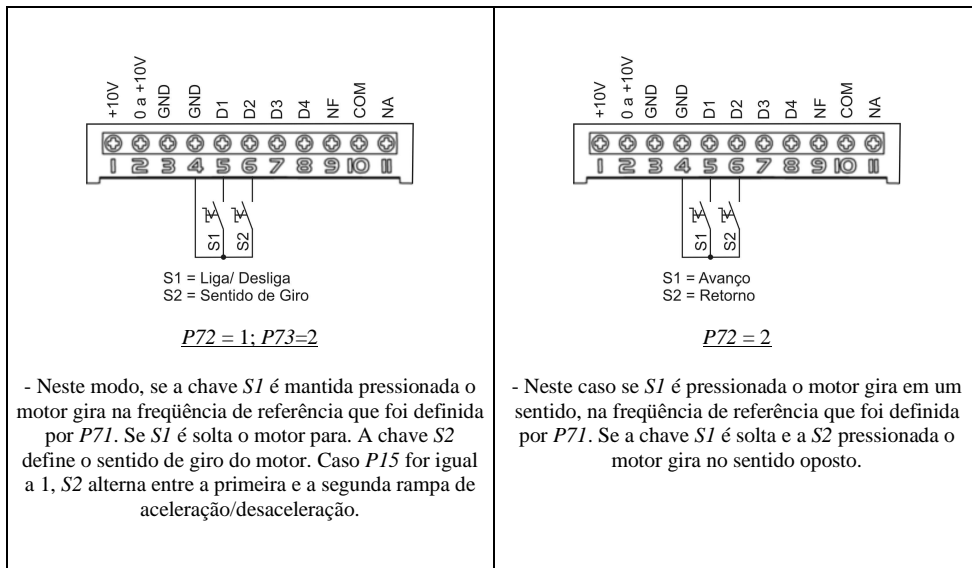 +10V
0 a +10V
GND
GND
D1
D2
D3
D4
NF
COM
NA
1 2 3 4 5 6 7 8 9 10 11
S1
S2
S1 = Liga/ Desliga
S2 = Sentido de Giro
P72 = 1; P73=2
- Neste modo, se a chave S1 é mantida pressionada o
motor gira na freqüência de referência que foi definida
por P71. Se S1 é solta o motor para. A chave S2
define o sentido de giro do motor. Caso P15 for igual
a 1, S2 alterna entre a primeira e a segunda rampa de
aceleração/desaceleração.
+10V
0 a +10V
GND
GND
D1
D2
D3
D4
NF
COM
NA
1 2 3 4 5 6 7 8 9 10 11
S1
S2
S1 = Avanço
S2 = Retorno
P72 = 2
- Neste caso se S1 é pressionada o motor gira em um
sentido, na freqüência de referência que foi definida
por P71. Se a chave S1 é solta e a S2 pressionada o
motor gira no sentido oposto.